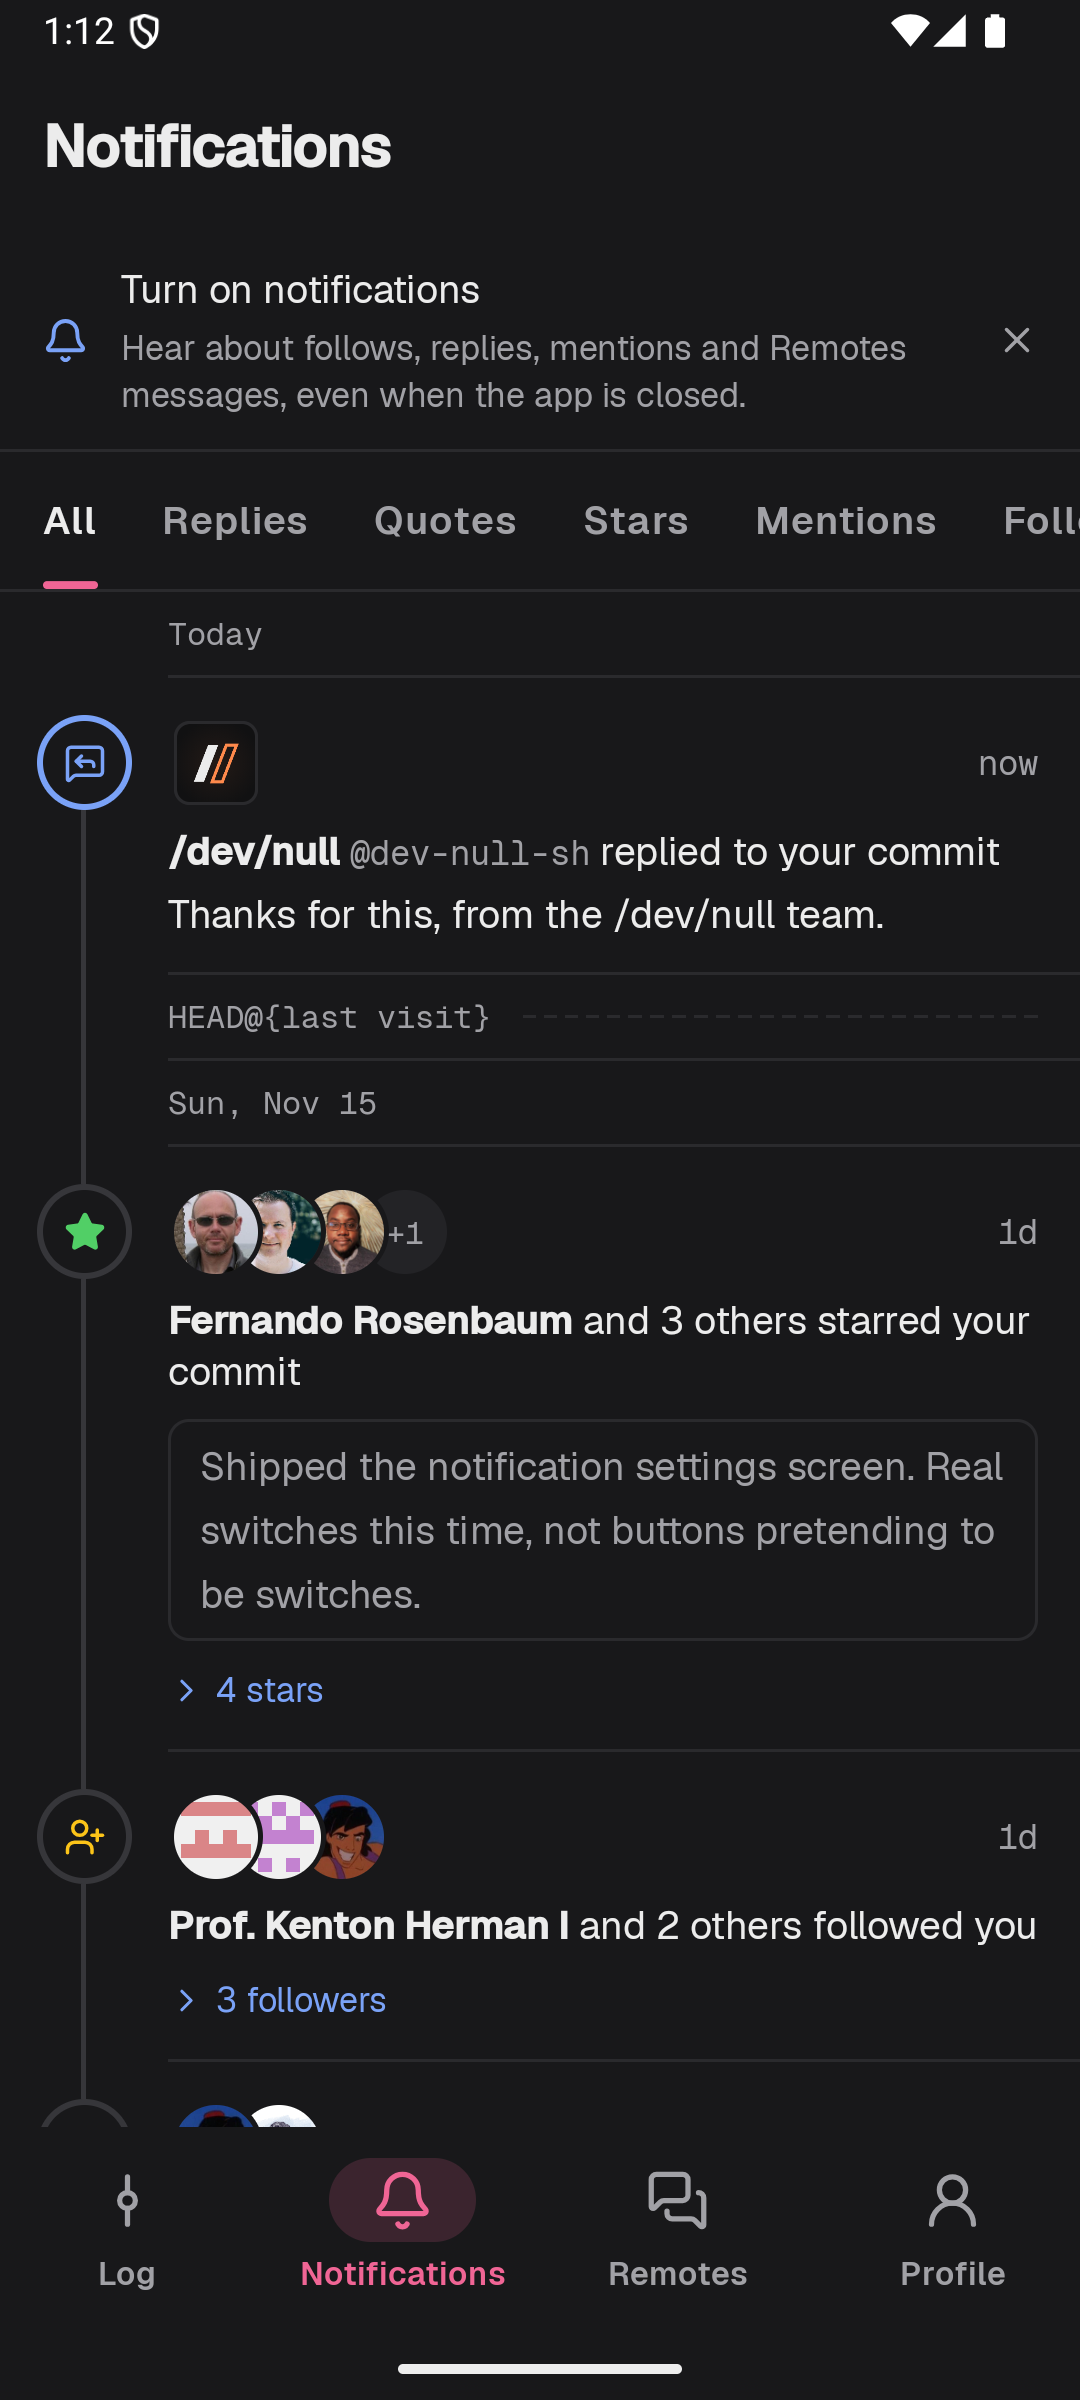 1:12
Notifications
Turn on notifications
Hear about follows, replies, mentions and Remotes
messages, even when the app is closed.
All Replies Quotes Stars Mentions Foll
Today
now
/dev/null @dev-null-sh replied to your commit
Thanks for this, from the /dev/null team.
HEAD@{last visit}
Sun, Nov 15
+1
1d
Fernando Rosenbaum and 3 others starred your
commit
Shipped the notification settings screen. Real
switches this time, not buttons pretending to
be switches.
4 stars
1d
Prof. Kenton Herman I and 2 others followed you
3 followers
Log Notifications Remotes Profile